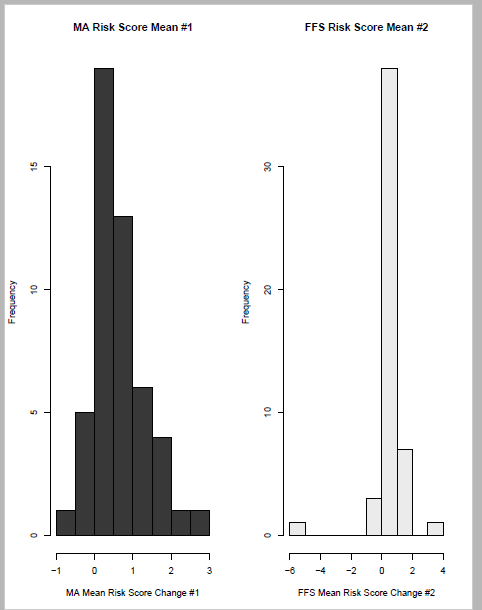 MA Risk Score Mean #1
FFS Risk Score Mean #2
Frequency
15
10
5
0
−1 0 1 2 3
MA Mean Risk Score Change #1
Frequency
30
20
10
0
−6 −4 −2 0 2 4
FFS Mean Risk Score Change #2